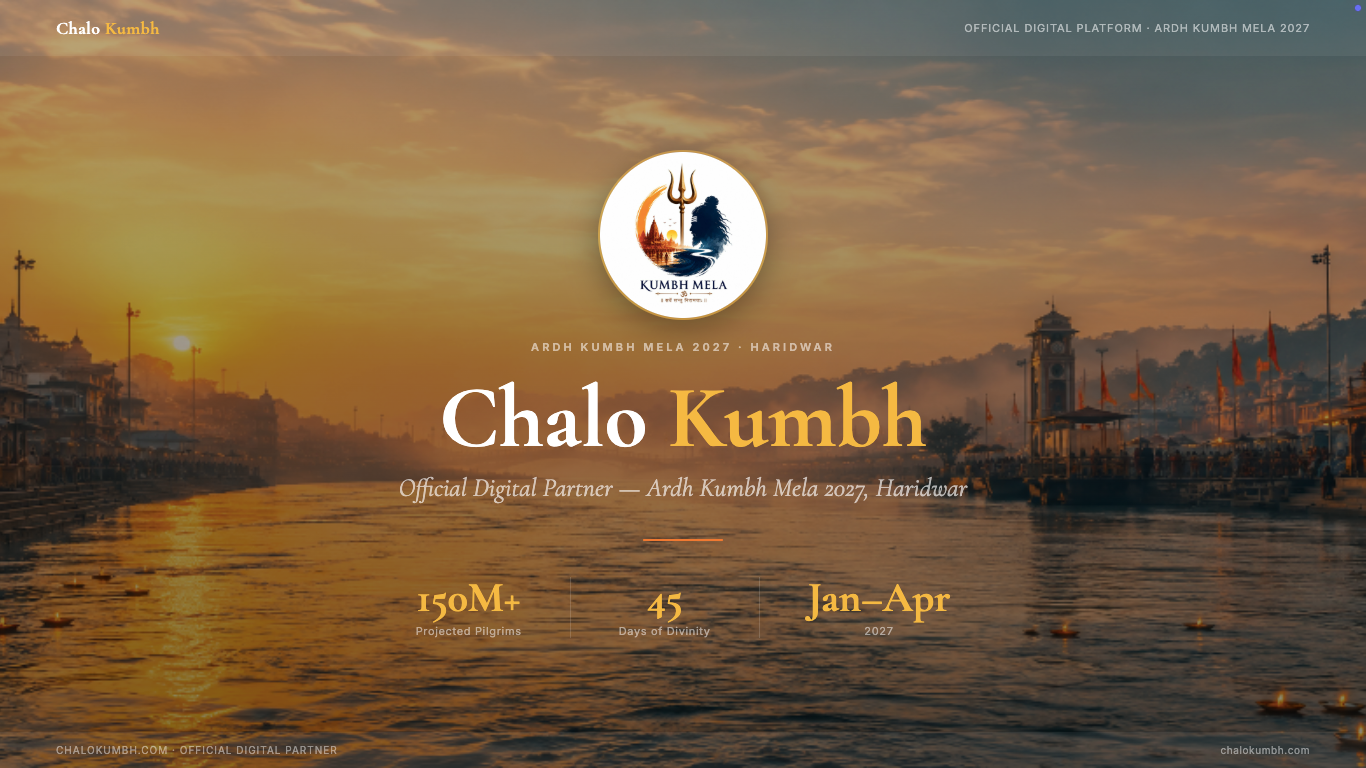 Chalo Kumbh
OFFICIAL DIGITAL PLATFORM · ARDH KUMBH MELA 2027
KUMBH MELA
ॐ
ARDH KUMBH MELA 2027 · HARIDWAR
Chalo Kumbh
Official Digital Partner — Ardh Kumbh Mela 2027, Haridwar
150M+
Projected Pilgrims
45
Days of Divinity
Jan–Apr
2027
CHALOKUMBH.COM · OFFICIAL DIGITAL PARTNER
chalokumbh.com